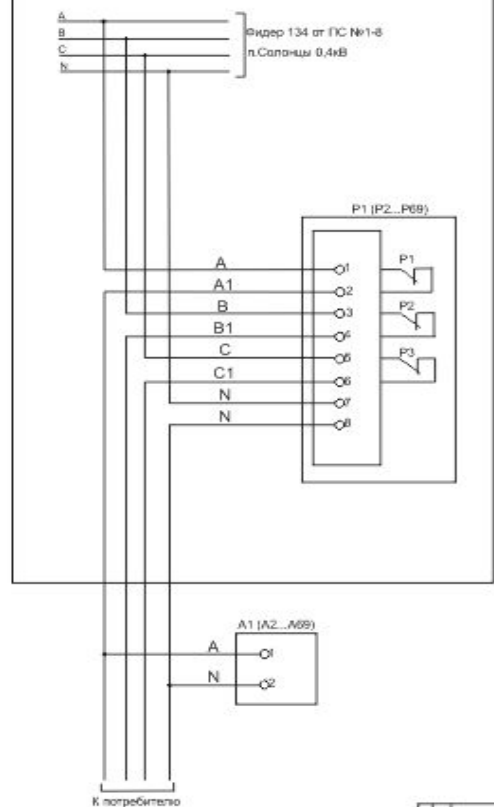 A
B
C
N
Фидер 134 от ПС №1-8
п.Солонцы 0,4кВ
P1 (P2...P69)
A
A1
B
B1
C
C1
N
N
1
2
3
4
5
6
7
8
P1
P2
P3
A1 (A2...A69)
A
1
N
2
К потребителю